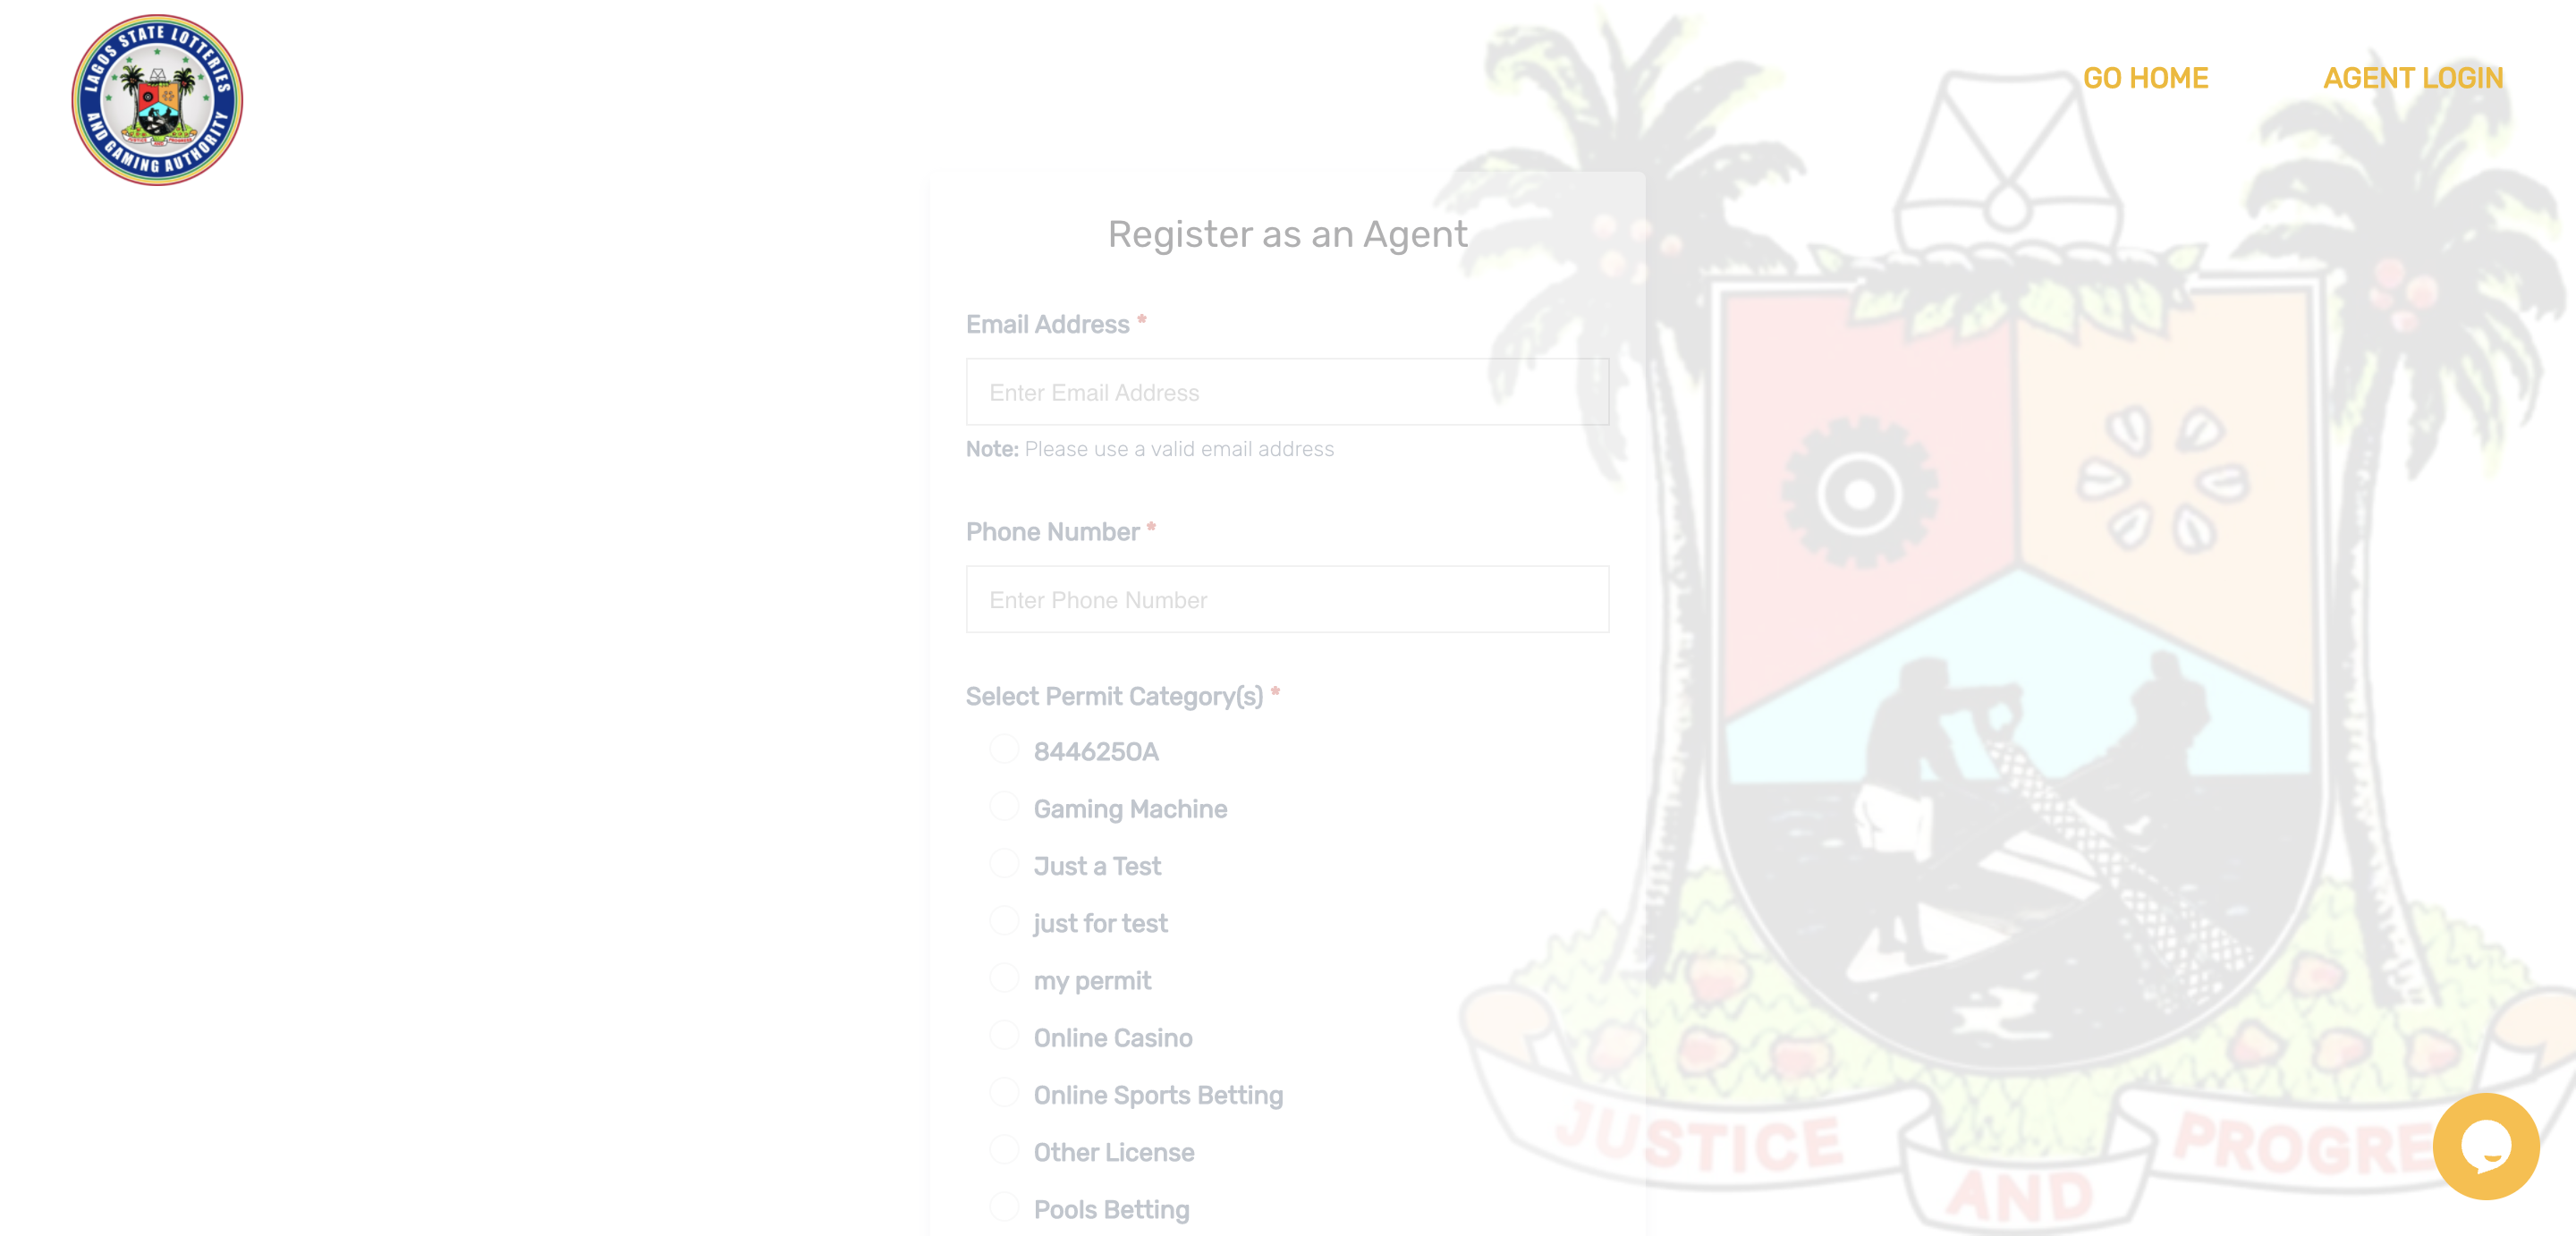 LAGOS STATE LOTTERIES
AND GAMING AUTHORITY
GO HOME
AGENT LOGIN
Register as an Agent
Email Address *
Enter Email Address
Note: Please use a valid email address
Phone Number *
Enter Phone Number
Select Permit Category(s) *
844625OA
Gaming Machine
Just a Test
just for test
my permit
Online Casino
Online Sports Betting
Other License
Pools Betting
JUSTICE
AND
PROGRE